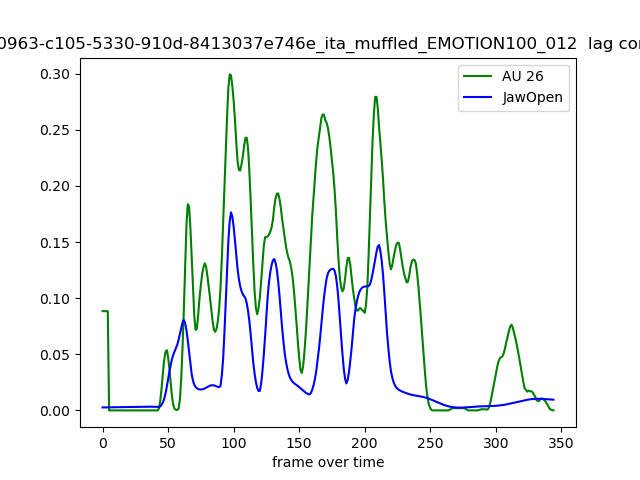 0963-c105-5330-910d-8413037e746e_ita_muffled_EMOTION100_012 lag cor
AU 26
JawOpen
0.30
0.25
0.20
0.15
0.10
0.05
0.00
0 50 100 150 200 250 300 350
frame over time